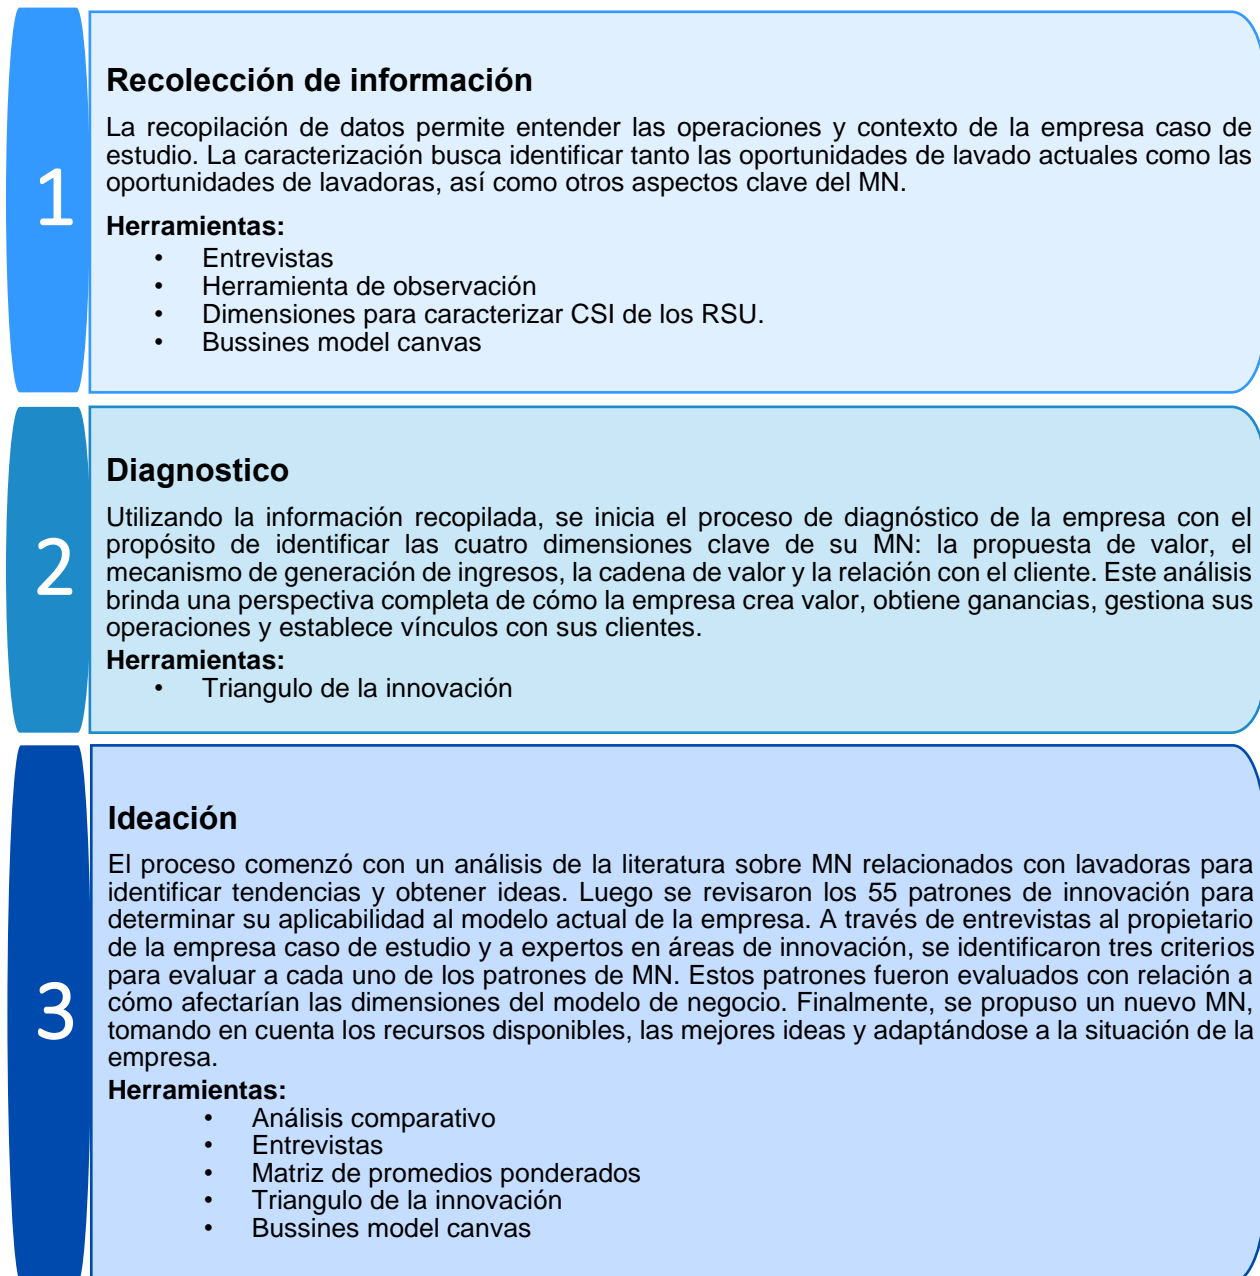 1
Recolección de información
La recopilación de datos permite entender las operaciones y contexto de la empresa caso de
estudio. La caracterización busca identificar tanto las oportunidades de lavado actuales como las
oportunidades de lavadoras, así como otros aspectos clave del MN.
Herramientas:
• Entrevistas
• Herramienta de observación
• Dimensiones para caracterizar CSI de los RSU.
• Bussines model canvas
2
Diagnostico
Utilizando la información recopilada, se inicia el proceso de diagnóstico de la empresa con el
propósito de identificar las cuatro dimensiones clave de su MN: la propuesta de valor, el
mecanismo de generación de ingresos, la cadena de valor y la relación con el cliente. Este análisis
brinda una perspectiva completa de cómo la empresa crea valor, obtiene ganancias, gestiona sus
operaciones y establece vínculos con sus clientes.
Herramientas:
• Triangulo de la innovación
3
Ideación
El proceso comenzó con un análisis de la literatura sobre MN relacionados con lavadoras para
identificar tendencias y obtener ideas. Luego se revisaron los 55 patrones de innovación para
determinar su aplicabilidad al modelo actual de la empresa. A través de entrevistas al propietario
de la empresa caso de estudio y a expertos en áreas de innovación, se identificaron tres criterios
para evaluar a cada uno de los patrones de MN. Estos patrones fueron evaluados con relación a
cómo afectarían las dimensiones del modelo de negocio. Finalmente, se propuso un nuevo MN,
tomando en cuenta los recursos disponibles, las mejores ideas y adaptándose a la situación de la
empresa.
Herramientas:
• Análisis comparativo
• Entrevistas
• Matriz de promedios ponderados
• Triangulo de la innovación
• Bussines model canvas